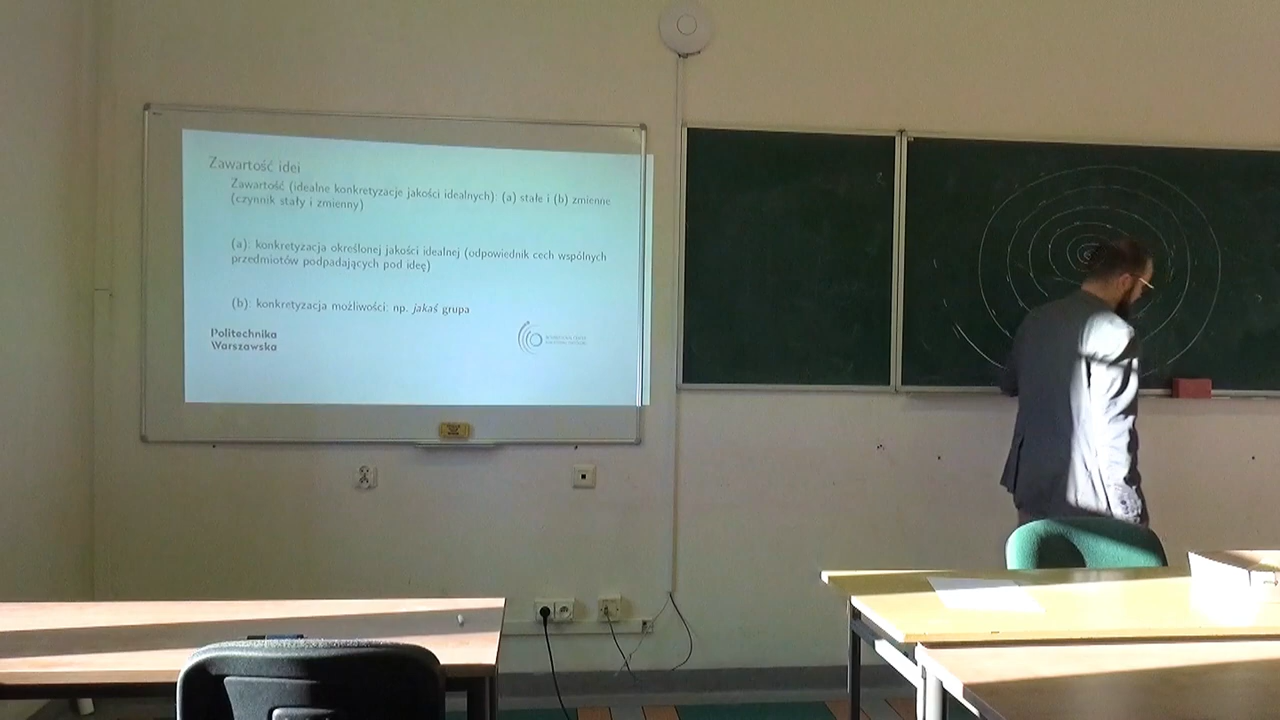 Zawartość idei
Zawartość (idealne konkretyzacje jakości idealnych): (a) stałe i (b) zmienne
(czynnik stały i zmienny)
(a): konkretyzacja określonej jakości idealnej (odpowiednik cech wspólnych
przedmiotów podpadających pod ideę)
(b): konkretyzacja możliwości: np. jakaś grupa
Politechnika
Warszawska